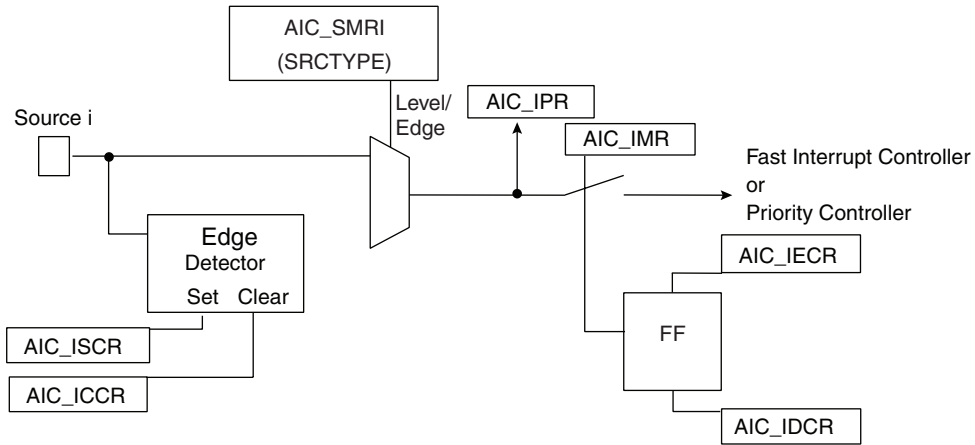 AIC_SMRI
(SRCTYPE)
Source i
Level/
Edge
AIC_IPR
AIC_IMR
Fast Interrupt Controller
or
Priority Controller
Edge
Detector
Set Clear
AIC_IECR
FF
AIC_ISCR
AIC_ICCR
AIC_IDCR